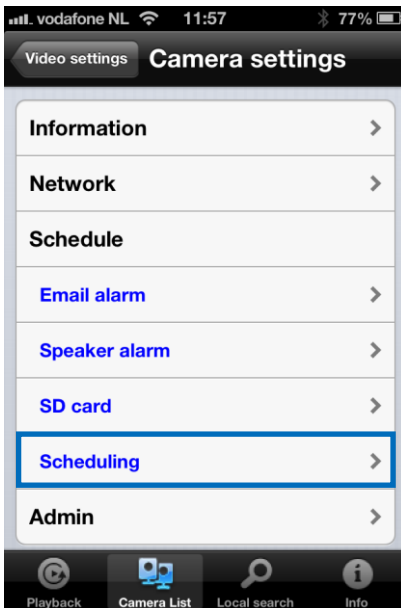 vodafone NL 11:57 77%
Video settings Camera settings
Information
Network
Schedule
Email alarm
Speaker alarm
SD card
Scheduling
Admin
Playback Camera List Local search Info